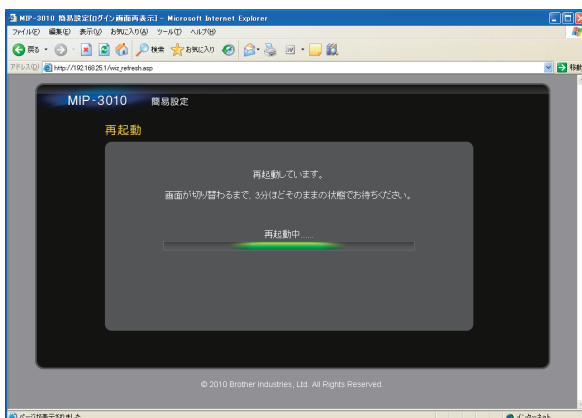 MIP-3010 簡易設定[ログイン画面再表示] - Microsoft Internet Explorer
ファイル(F) 編集(E) 表示(V) お気に入り(A) ツール(T) ヘルプ(H)
戻る 検索 お気に入り
アドレス(D) http://192.168.25.1/wiz_refresh.asp 移動
MIP-3010 簡易設定
再起動
再起動しています。
画面が切り替わるまで、3分ほどそのままの状態でお待ちください。
再起動中......
© 2010 Brother Industries, Ltd. All Rights Reserved.
ページが表示されました インターネット